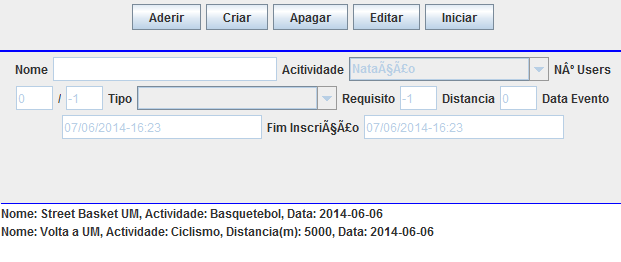 Aderir Criar Apagar Editar Iniciar
Nome Acitividade NataÃ§Ã£o NÂº Users
0 / -1 Tipo Requisito -1 Distancia 0 Data Evento
07/06/2014-16:23 Fim InscriÃ§Ã£o 07/06/2014-16:23
Nome: Street Basket UM, Actividade: Basquetebol, Data: 2014-06-06
Nome: Volta a UM, Actividade: Ciclismo, Distancia(m): 5000, Data: 2014-06-06